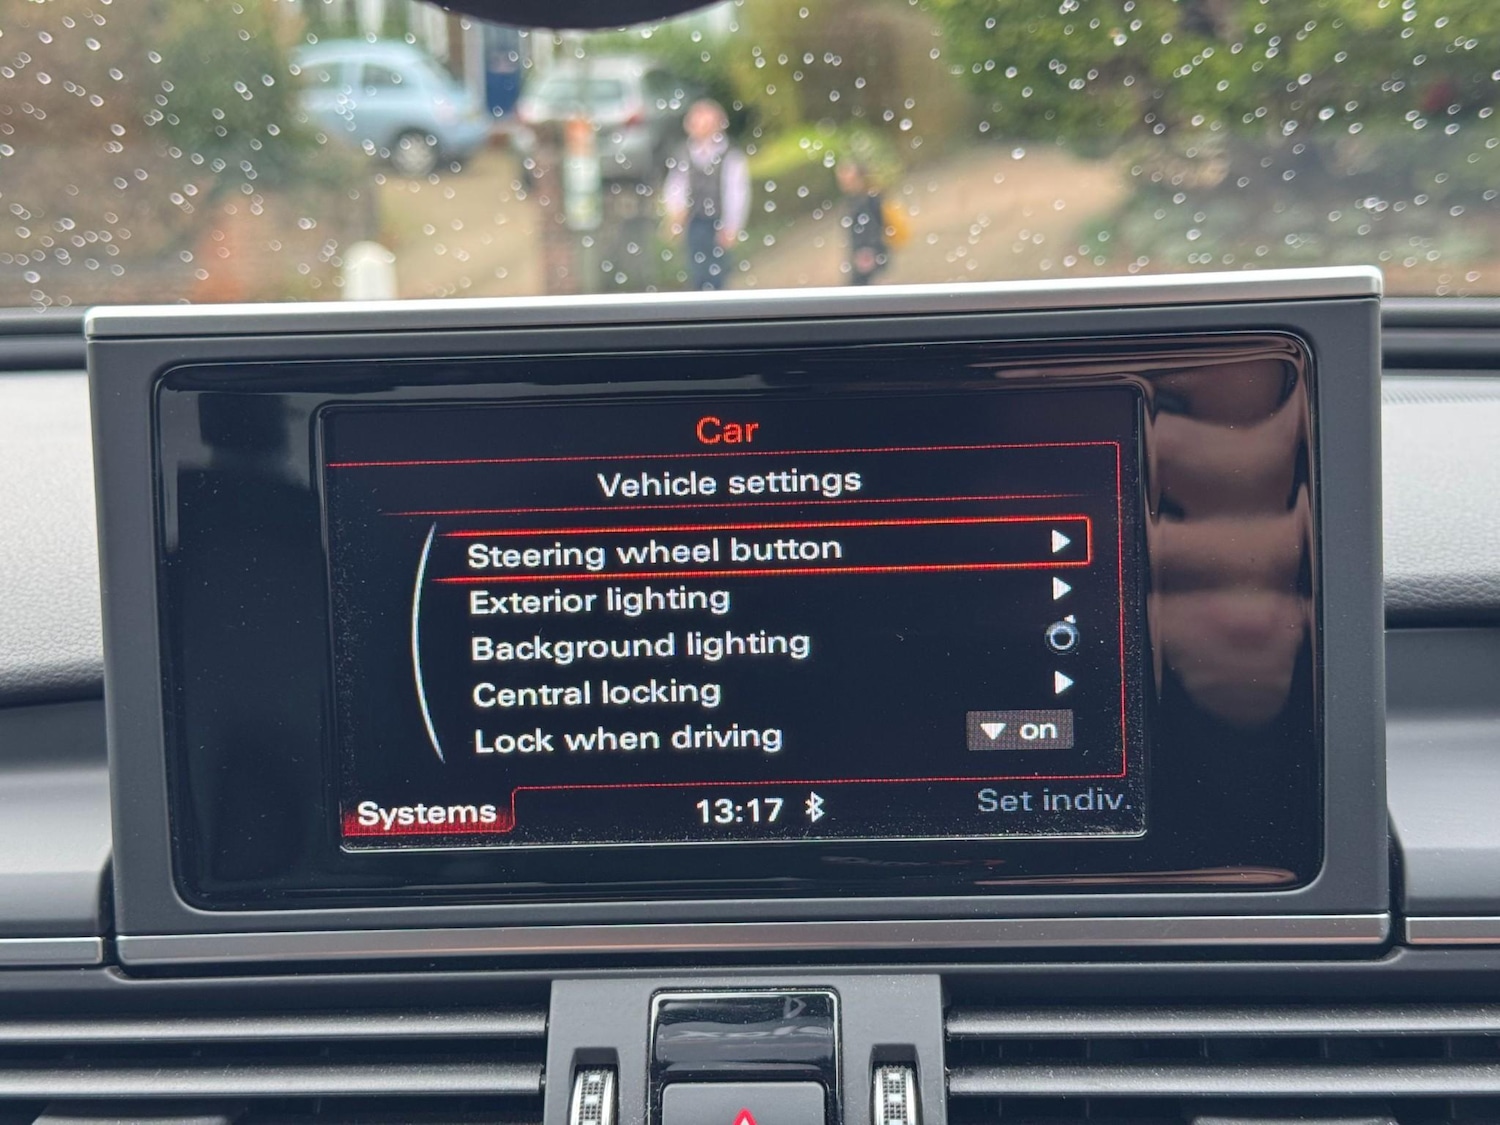 Car
Vehicle settings
Steering wheel button
Exterior lighting
Background lighting
Central locking
Lock when driving on
Systems 13:17 Set indiv.